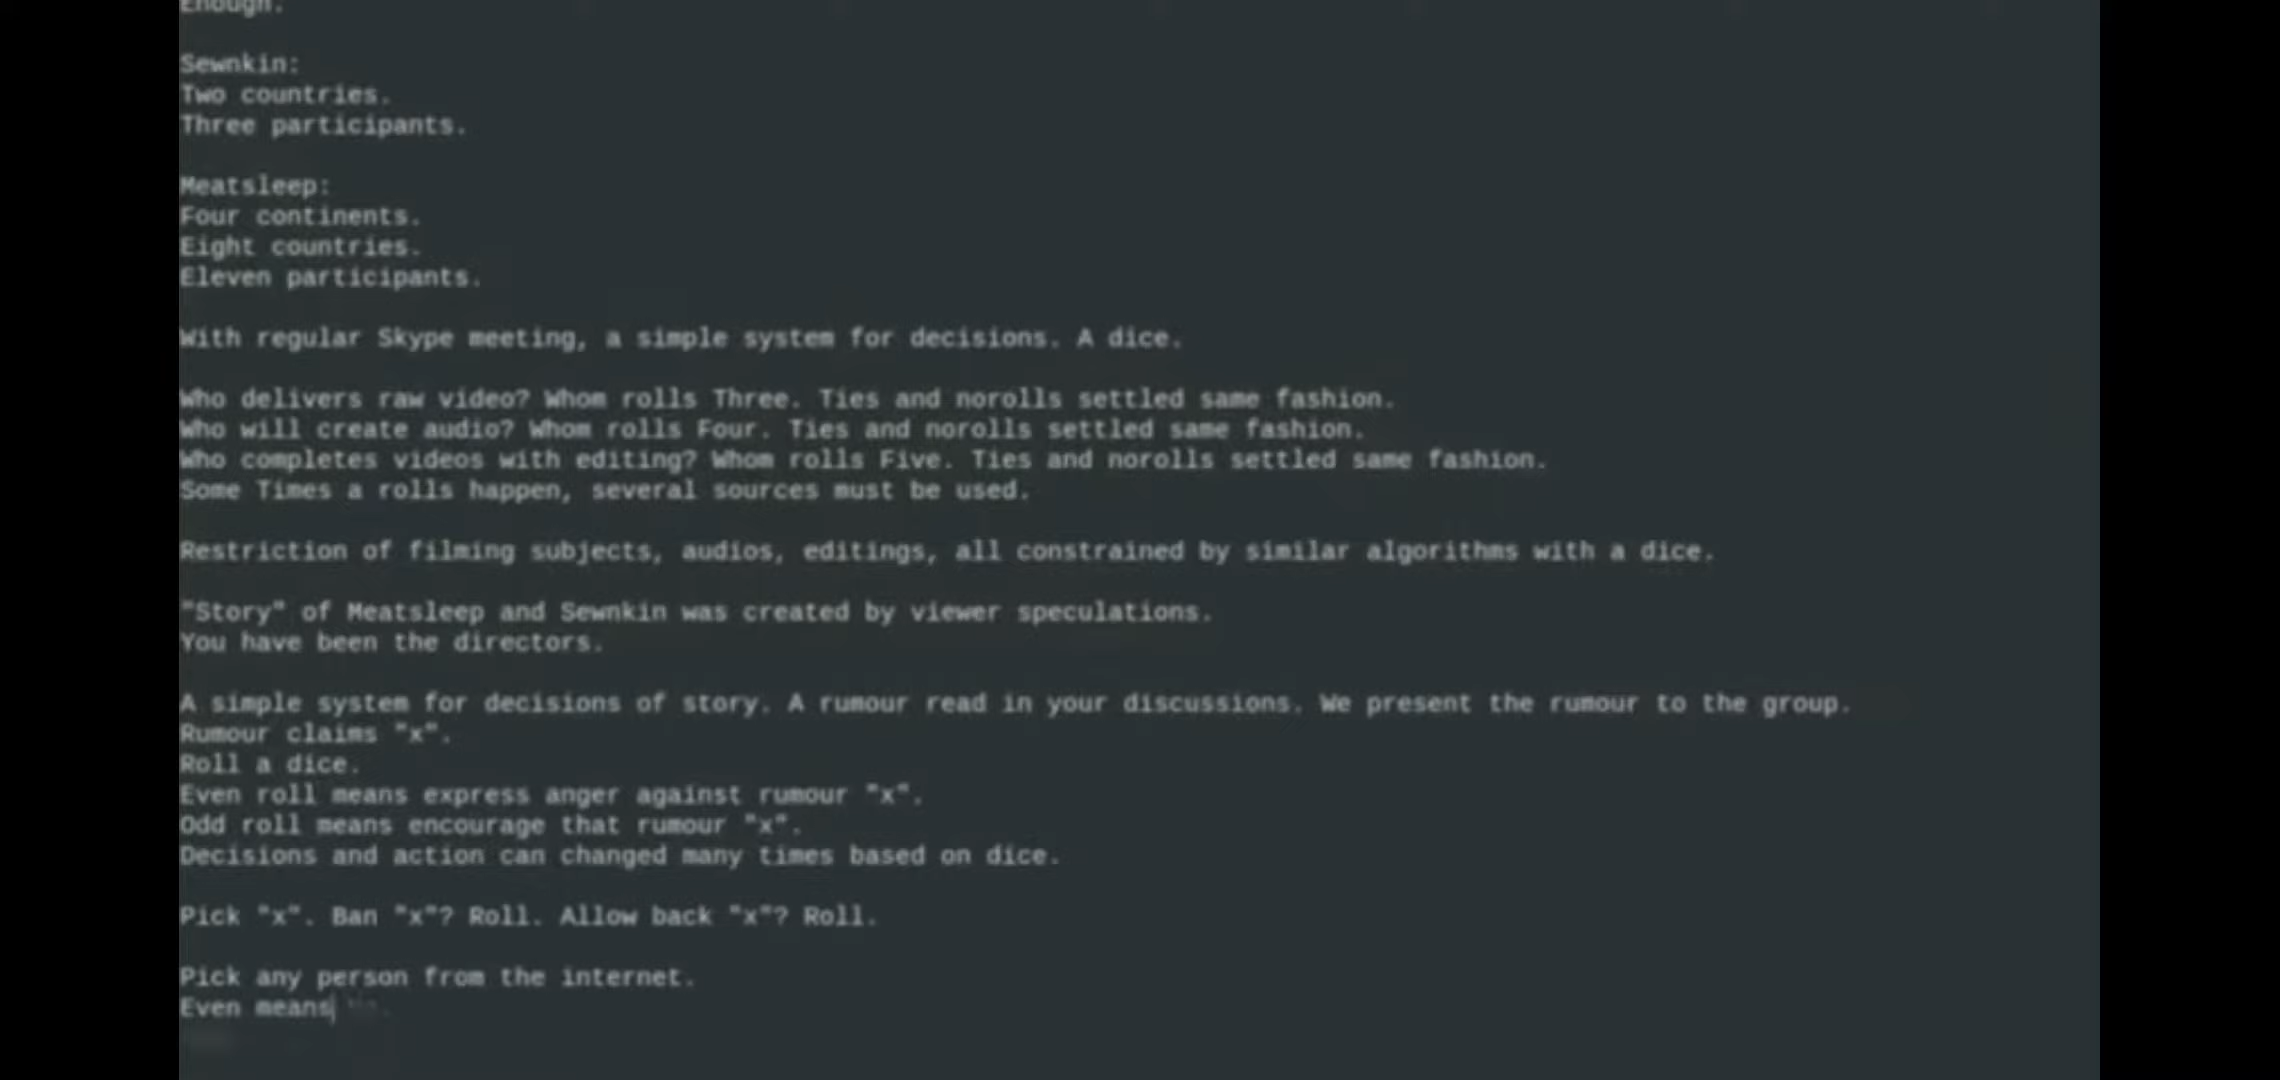 Enough.
Sewnkin:
Two countries.
Three participants.
Meatsleep:
Four continents.
Eight countries.
Eleven participants.
With regular Skype meeting, a simple system for decisions. A dice.
Who delivers raw video? Whom rolls Three. Ties and norolls settled same fashion.
Who will create audio? Whom rolls Four. Ties and norolls settled same fashion.
Who completes videos with editing? Whom rolls Five. Ties and norolls settled same fashion.
Some Times a rolls happen, several sources must be used.
Restriction of filming subjects, audios, editings, all constrained by similar algorithms with a dice.
"Story" of Meatsleep and Sewnkin was created by viewer speculations.
You have been the directors.
A simple system for decisions of story. A rumour read in your discussions. We present the rumour to the group.
Rumour claims "x".
Roll a dice.
Even roll means express anger against rumour "x".
Odd roll means encourage that rumour "x".
Decisions and action can changed many times based on dice.
Pick "x". Ban "x"? Roll. Allow back "x"? Roll.
Pick any person from the internet.
Even means